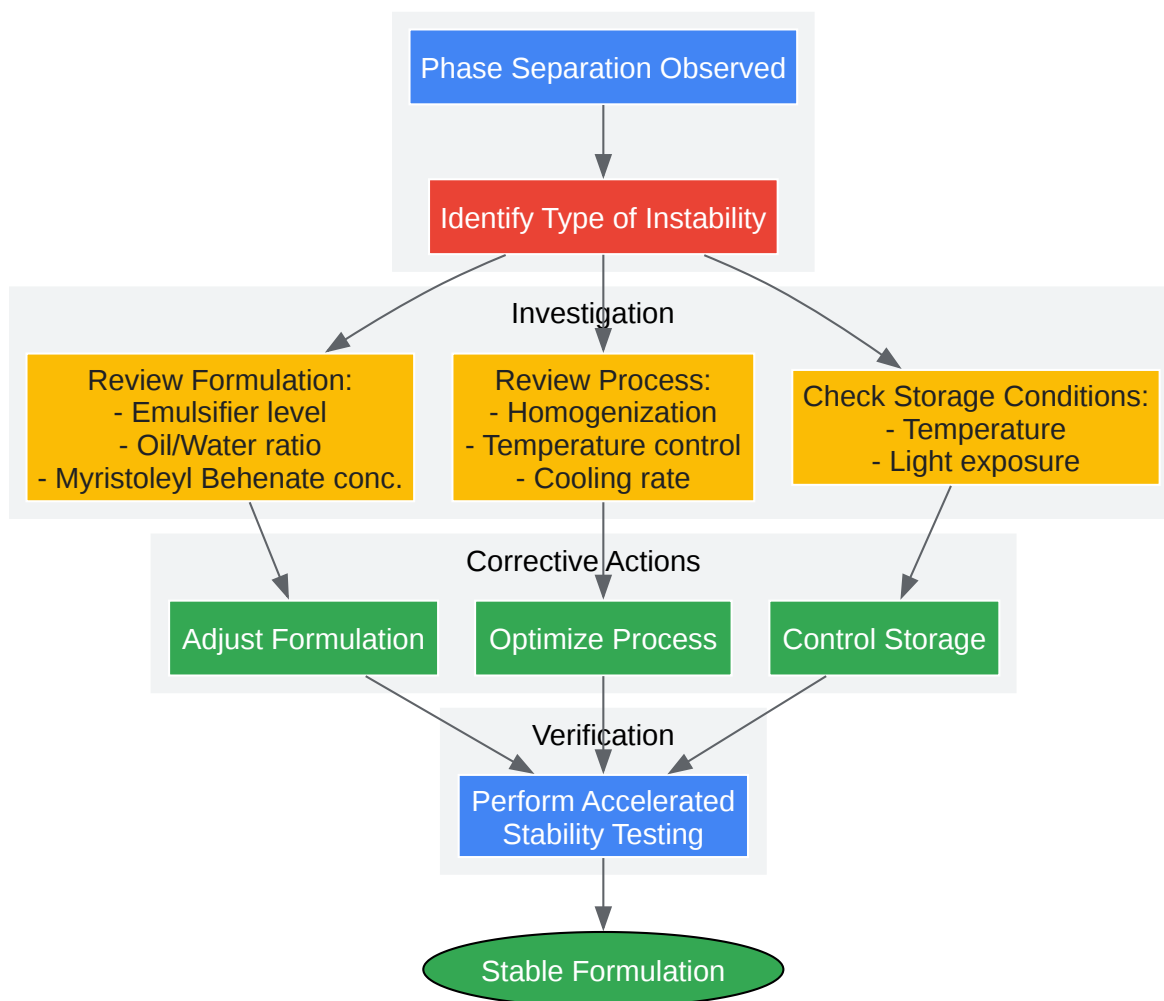 Phase Separation Observed
Identify Type of Instability
Investigation
Review Formulation:
- Emulsifier level
- Oil/Water ratio
- Myristoleyl Behenate conc.
Review Process:
- Homogenization
- Temperature control
- Cooling rate
Check Storage Conditions:
- Temperature
- Light exposure
Corrective Actions
Adjust Formulation
Optimize Process
Control Storage
Verification
Perform Accelerated
Stability Testing
Stable Formulation